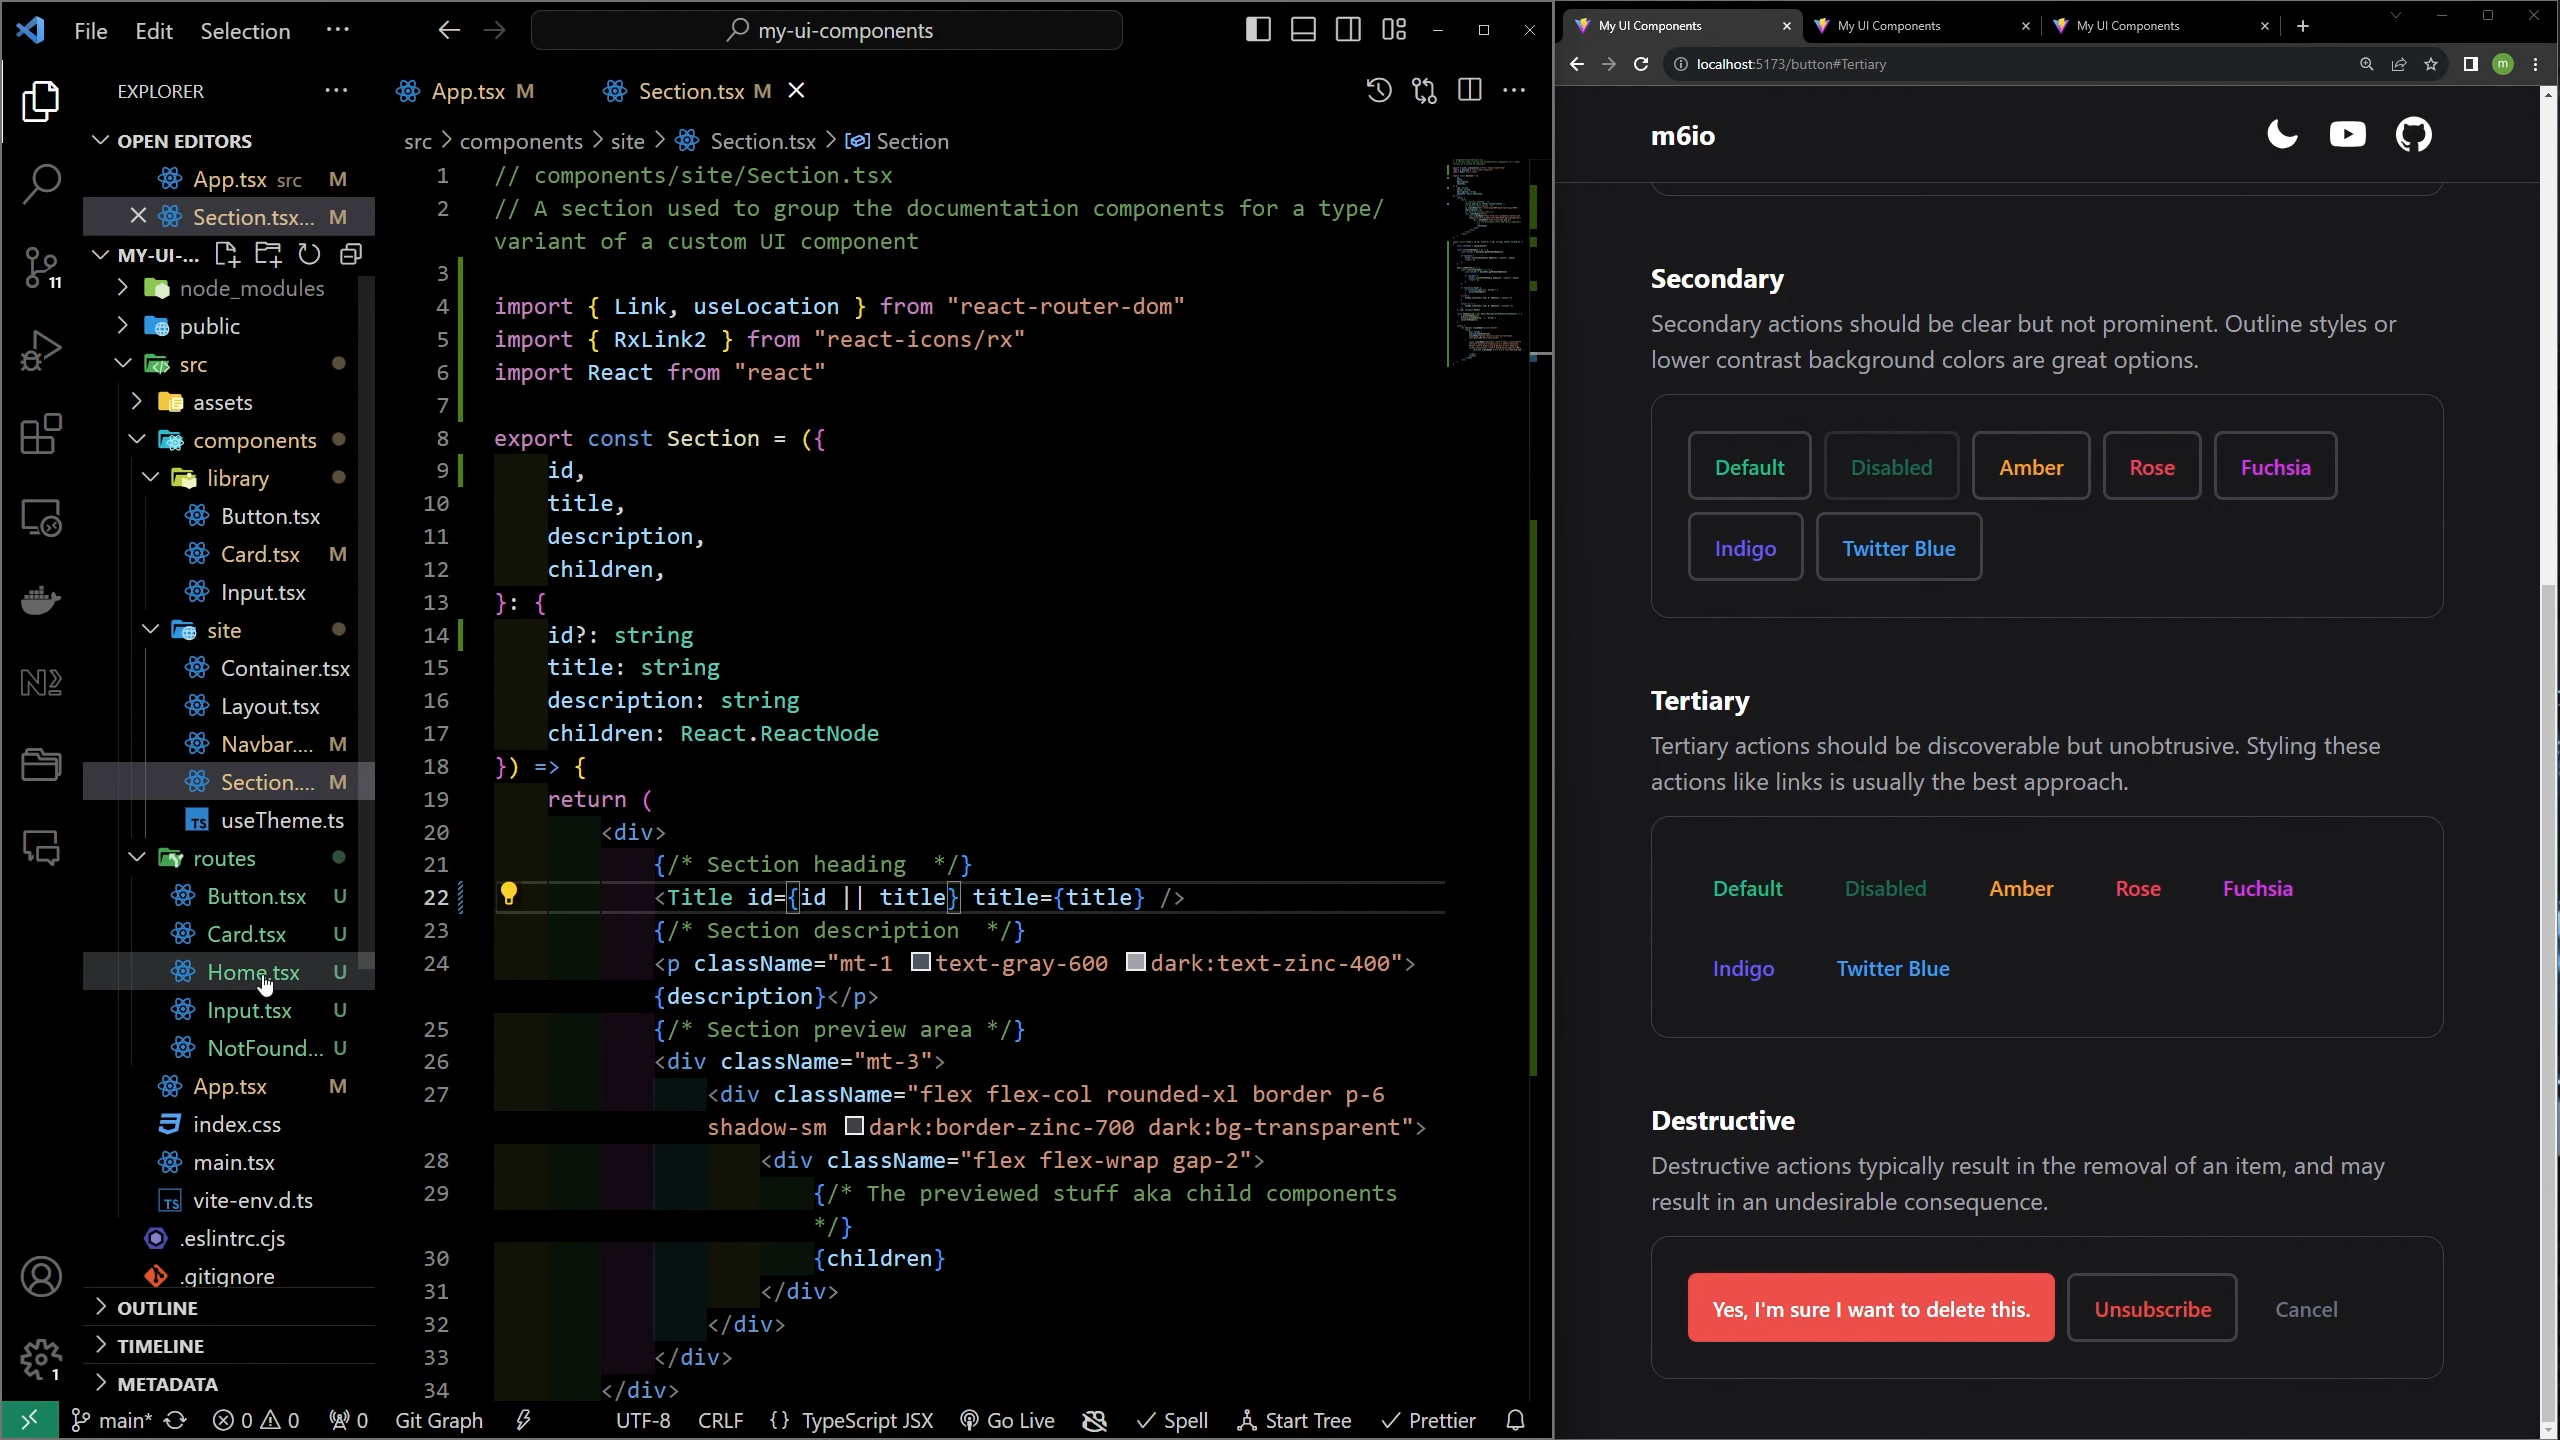 File Edit Selection ···
my-ui-components
EXPLORER
OPEN EDITORS
App.tsx src M
Section.tsx... M
MY-UI-...
node_modules
public
src
assets
components
library
Button.tsx
Card.tsx M
Input.tsx
site
Container.tsx
Layout.tsx
Navbar.... M
Section.... M
useTheme.ts
routes
Button.tsx U
Card.tsx U
Home.tsx U
Input.tsx U
NotFound... U
App.tsx M
index.css
main.tsx
vite-env.d.ts
.eslintrc.cjs
.gitignore
OUTLINE
TIMELINE
METADATA
11
1
App.tsx M
Section.tsx M
src > components > site > Section.tsx > Section
1 // components/site/Section.tsx
2 // A section used to group the documentation components for a type/
variant of a custom UI component
3
4 import { Link, useLocation } from "react-router-dom"
5 import { RxLink2 } from "react-icons/rx"
6 import React from "react"
7
8 export const Section = ({
9 id,
10 title,
11 description,
12 children,
13 }: {
14 id?: string
15 title: string
16 description: string
17 children: React.ReactNode
18 }) => {
19 return (
20 <div>
21 {/* Section heading  */}
22 <Title id={id || title} title={title} />
23 {/* Section description  */}
24 <p className="mt-1 text-gray-600 dark:text-zinc-400">
{description}</p>
25 {/* Section preview area */}
26 <div className="mt-3">
27 <div className="flex flex-col rounded-xl border p-6
shadow-sm dark:border-zinc-700 dark:bg-transparent">
28 <div className="flex flex-wrap gap-2">
29 {/* The previewed stuff aka child components
*/}
30 {children}
31 </div>
32 </div>
33 </div>
34 </div>
main* 0 0 0 Git Graph UTF-8 CRLF {} TypeScript JSX Go Live Spell Start Tree Prettier
My UI Components My UI Components My UI Components
localhost:5173/button#Tertiary
m
m6io
Secondary
Secondary actions should be clear but not prominent. Outline styles or
lower contrast background colors are great options.
Default Disabled Amber Rose Fuchsia
Indigo Twitter Blue
Tertiary
Tertiary actions should be discoverable but unobtrusive. Styling these
actions like links is usually the best approach.
Default Disabled Amber Rose Fuchsia
Indigo Twitter Blue
Destructive
Destructive actions typically result in the removal of an item, and may
result in an undesirable consequence.
Yes, I'm sure I want to delete this. Unsubscribe Cancel